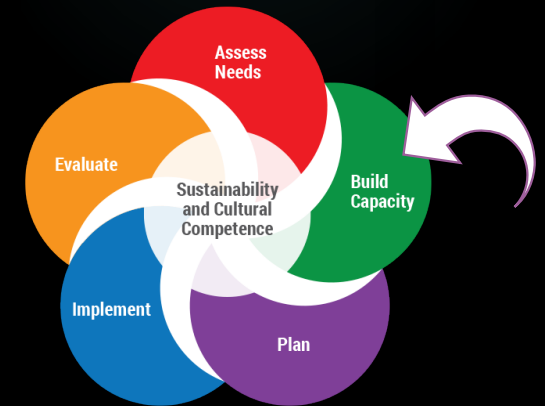 Assess
Needs
Build
Capacity
Plan
Implement
Evaluate
Sustainability
and Cultural
Competence